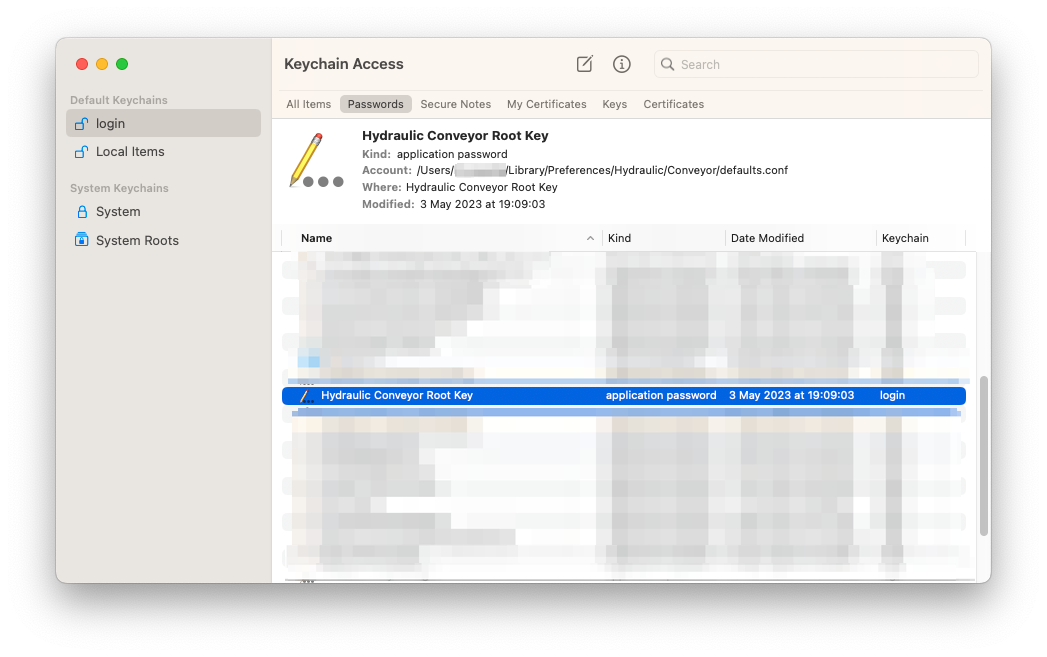 Keychain Access
Search
Default Keychains
login
Local Items
System Keychains
System
System Roots
All Items Passwords Secure Notes My Certificates Keys Certificates
Hydraulic Conveyor Root Key
Kind: application password
Account: /Users/ /Library/Preferences/Hydraulic/Conveyor/defaults.conf
Where: Hydraulic Conveyor Root Key
Modified: 3 May 2023 at 19:09:03
Name Kind Date Modified Keychain
Hydraulic Conveyor Root Key application password 3 May 2023 at 19:09:03 login